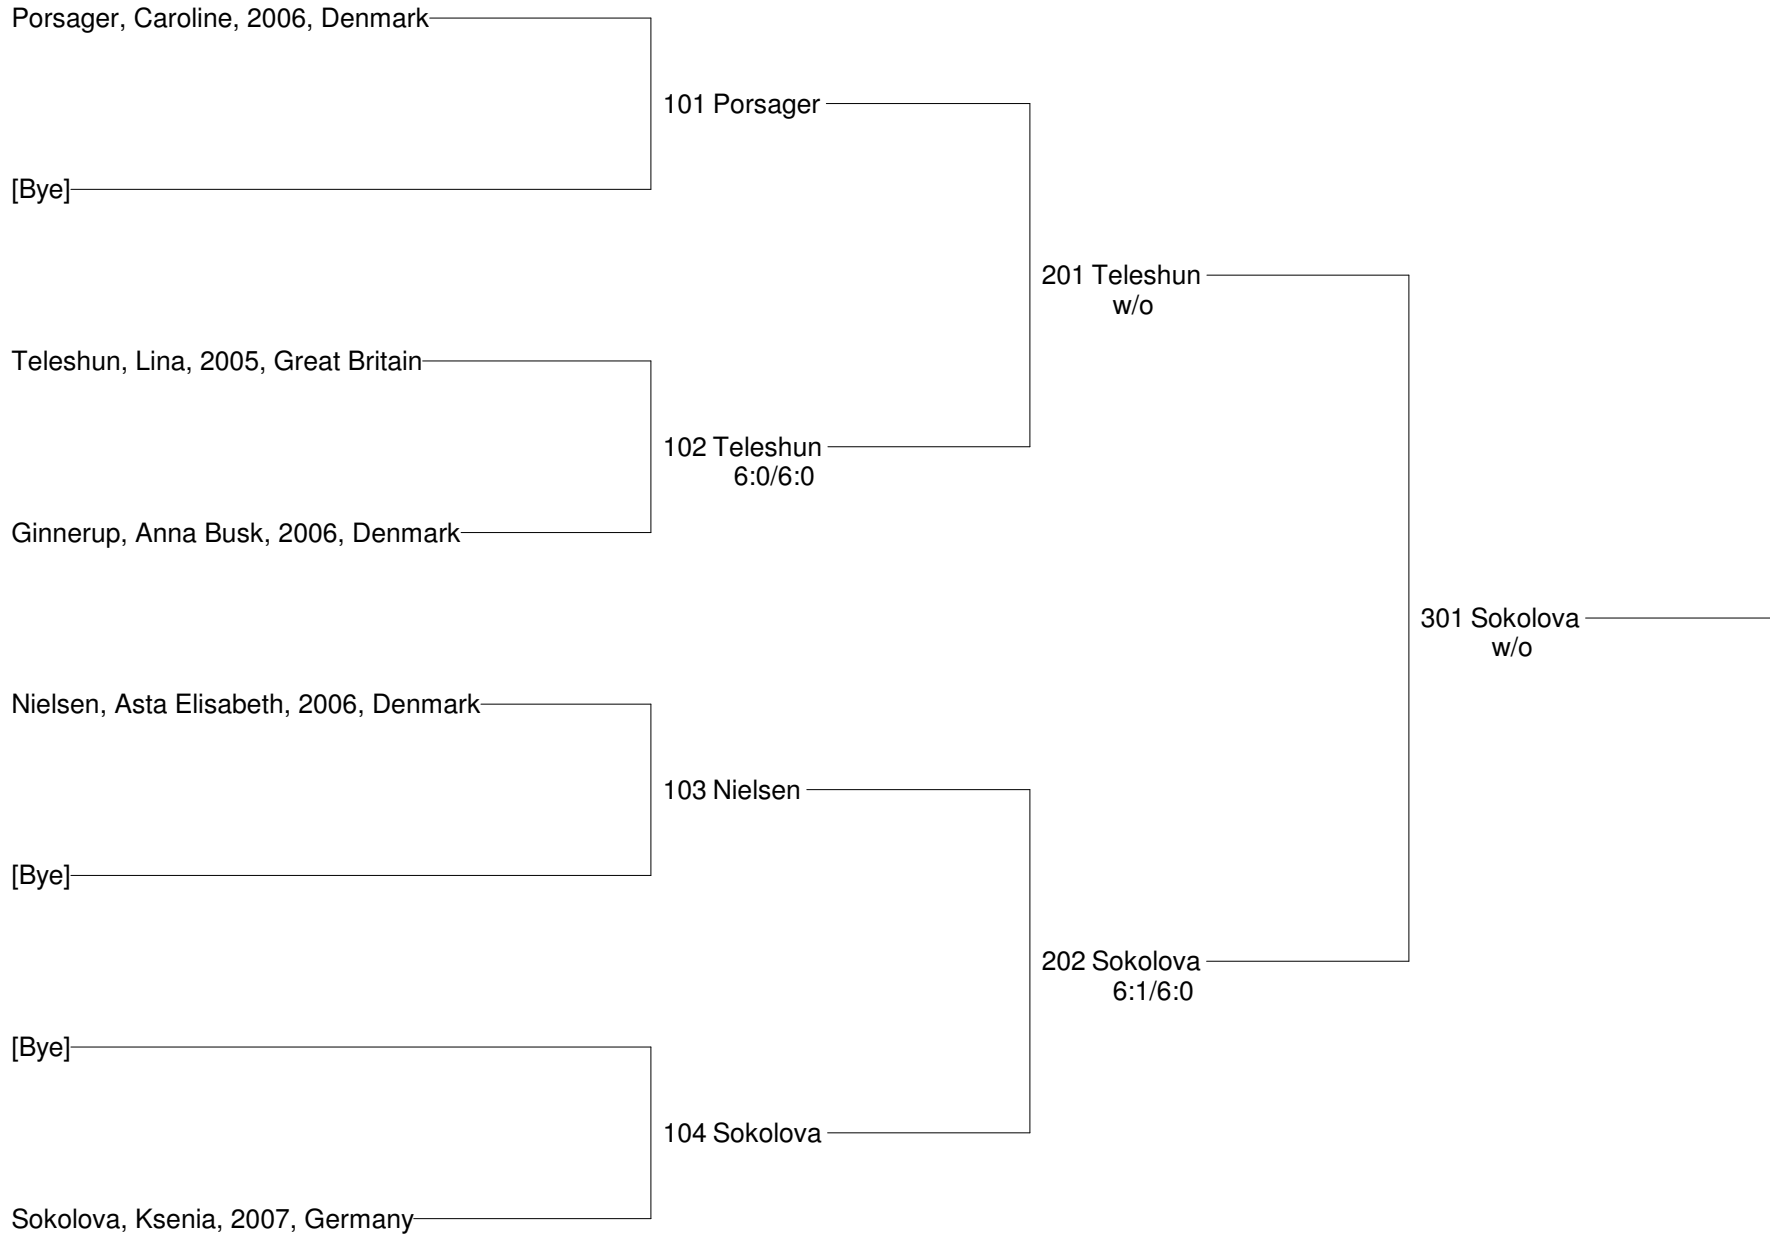 Porsager, Caroline, 2006, Denmark
101 Porsager
[Bye]
201 Teleshun
w/o
Teleshun, Lina, 2005, Great Britain
102 Teleshun
6:0/6:0
Ginnerup, Anna Busk, 2006, Denmark
301 Sokolova
w/o
Nielsen, Asta Elisabeth, 2006, Denmark
103 Nielsen
[Bye]
202 Sokolova
6:1/6:0
[Bye]
104 Sokolova
Sokolova, Ksenia, 2007, Germany